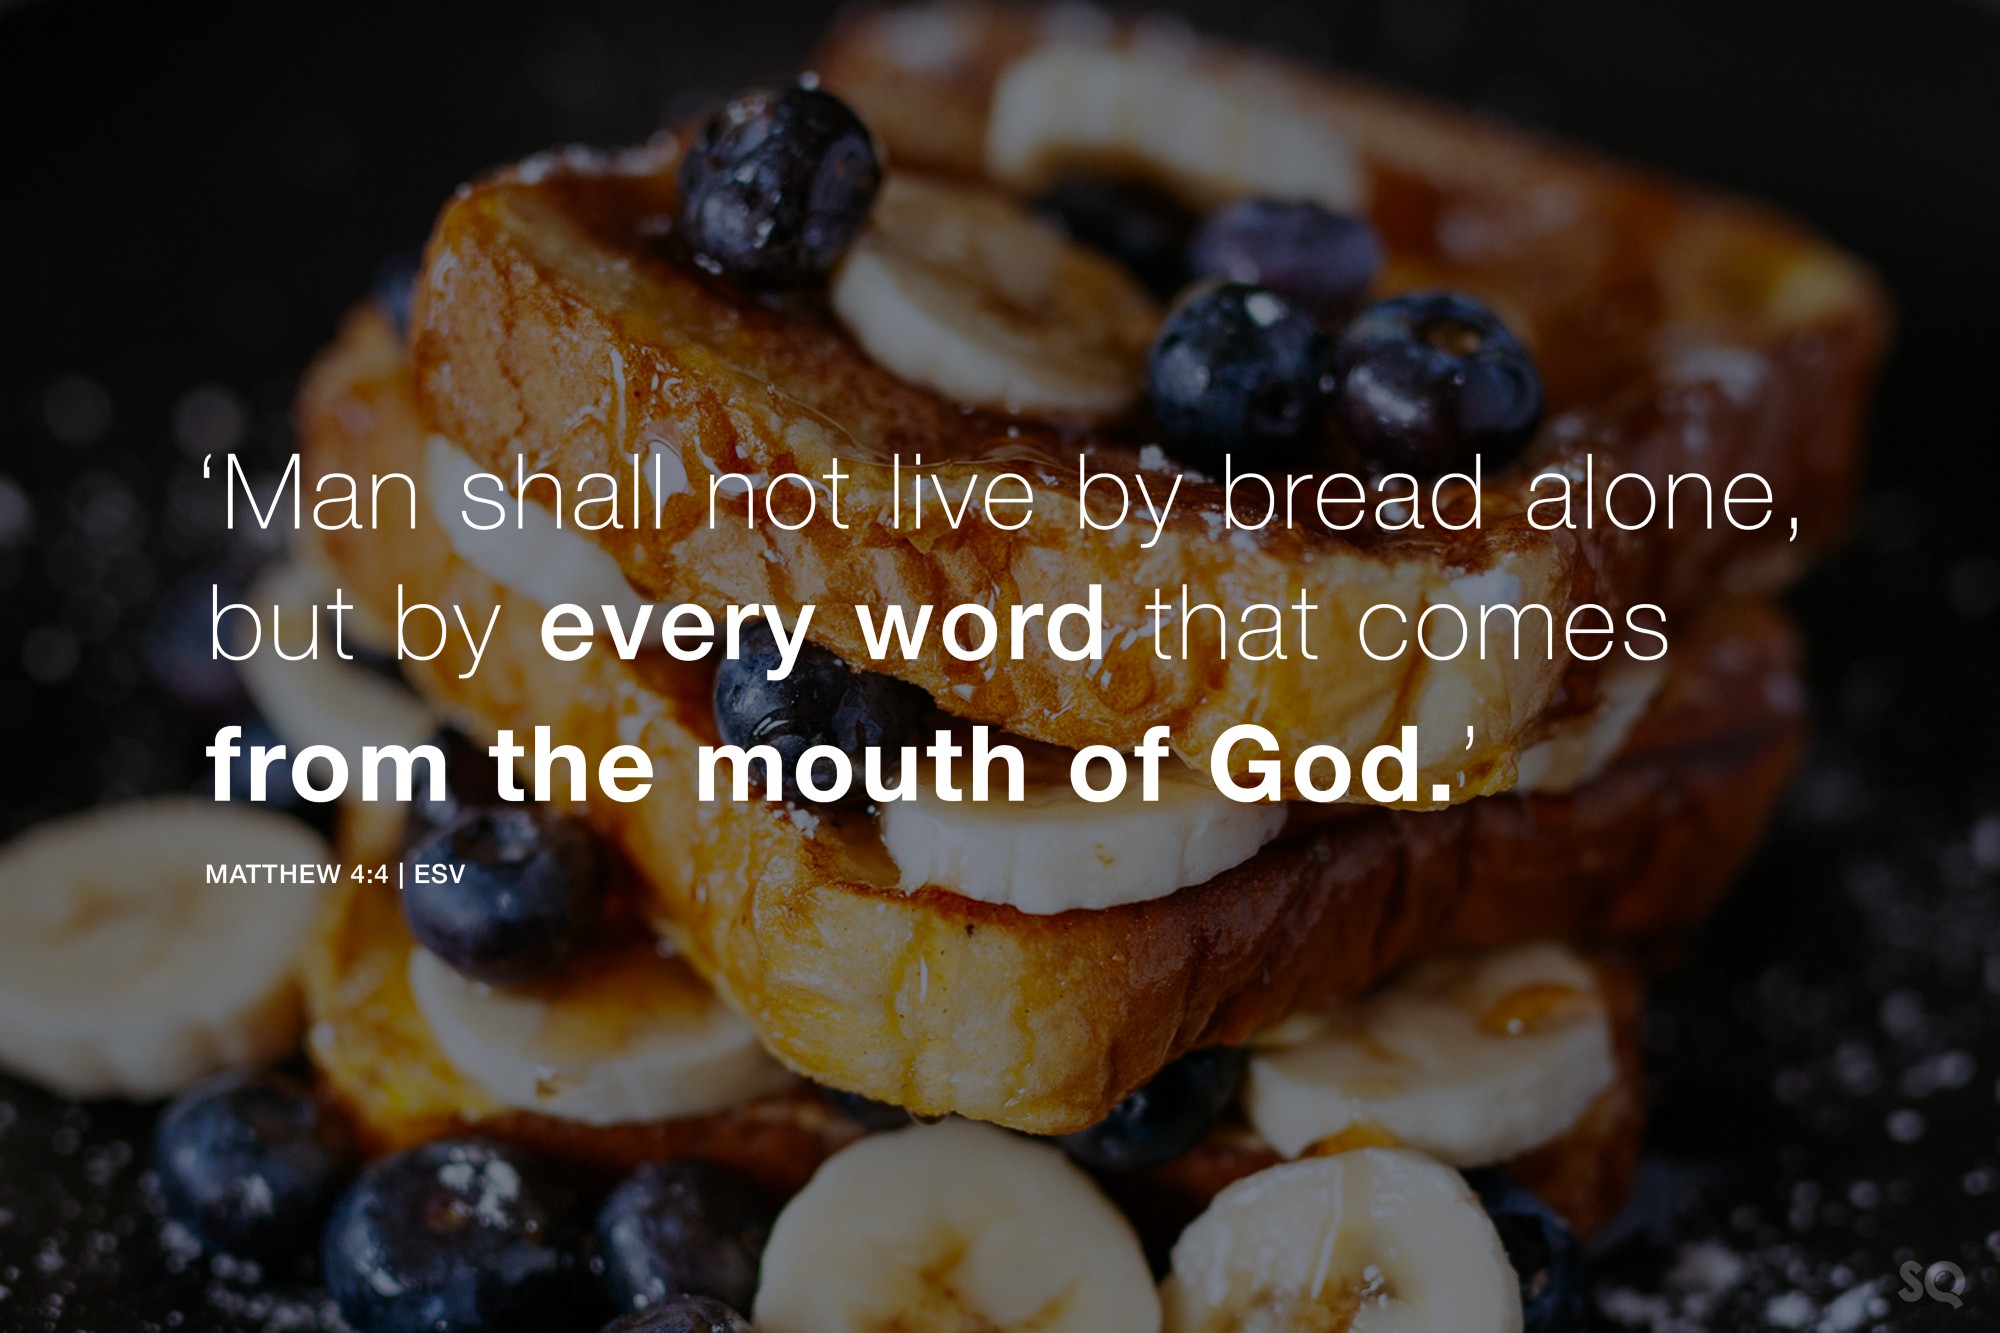 ‘Man shall not live by bread alone,
but by every word that comes
from the mouth of God.’
MATTHEW 4:4 | ESV
SQ